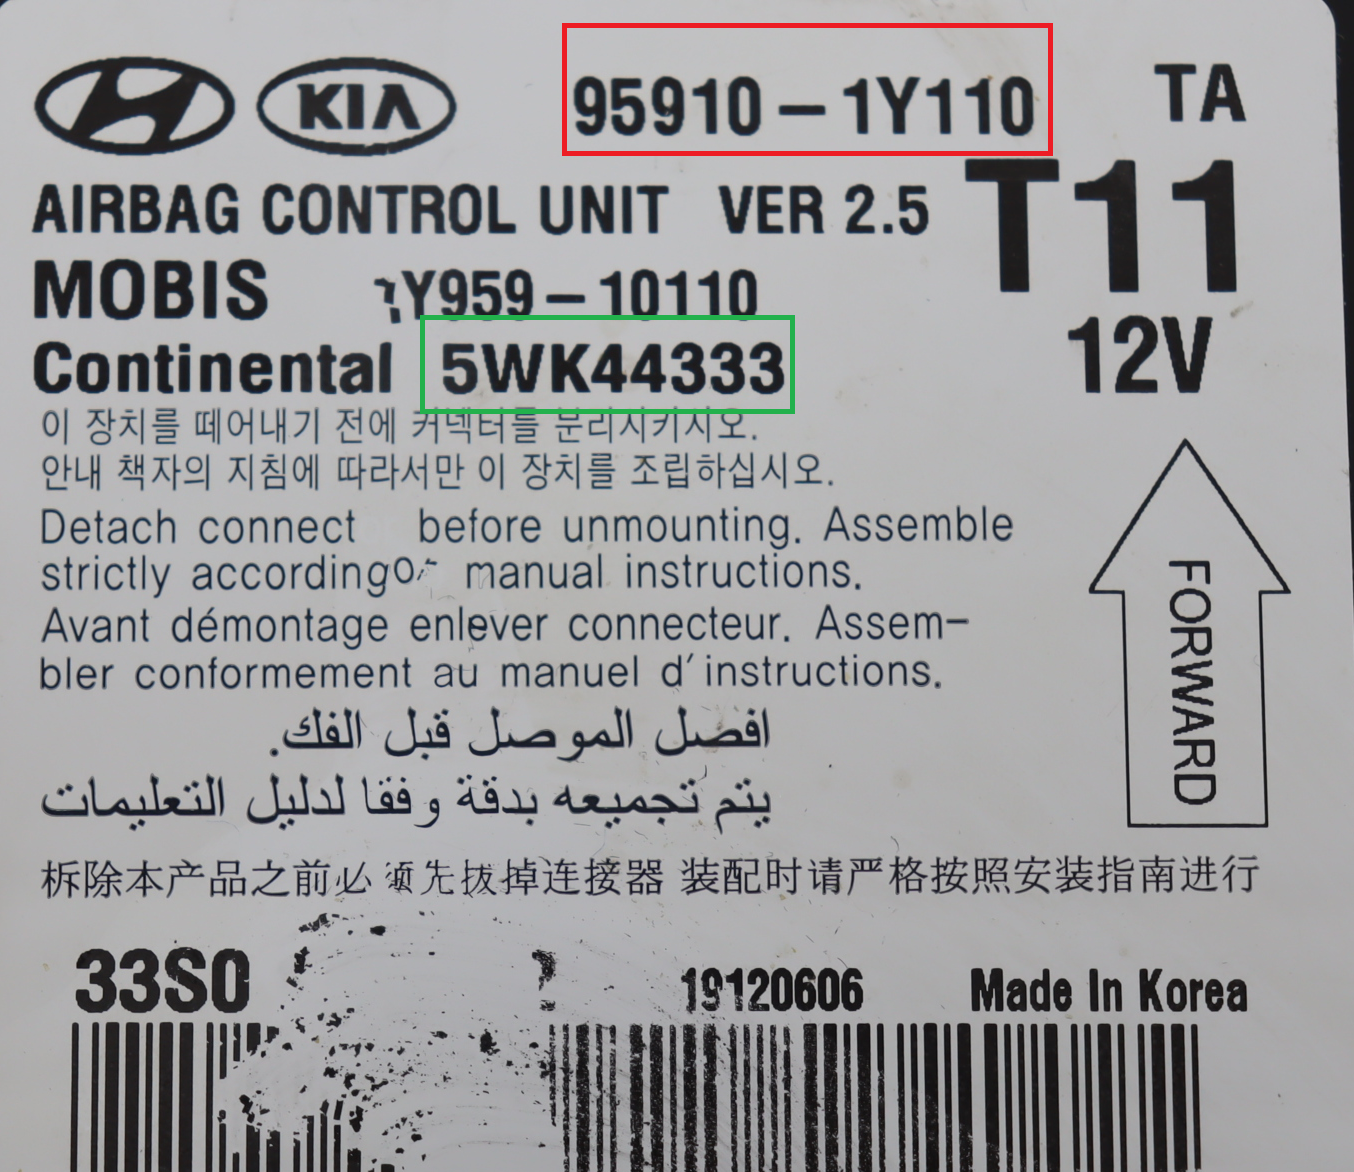 KIA 95910-1Y110 TA
T11
AIRBAG CONTROL UNIT VER 2.5
MOBIS 1Y959-10110
12V
Continental 5WK44333
이 장치를 떼어내기 전에 커넥터를 분리시키시오.
안내 책자의 지침에 따라서만 이 장치를 조립하십시오.
Detach connect before unmounting. Assemble
strictly according manual instructions.
Avant démontage enlever connecteur. Assem-
bler conformement au manuel d'instructions.
FORWARD
افصل الموصل قبل الفك.
يتم تجميعه بدقة وفقا لدليل التعليمات
拆除本产品之前必须先拔掉连接器 装配时请严格按照安装指南进行
33S0 19120606 Made In Korea